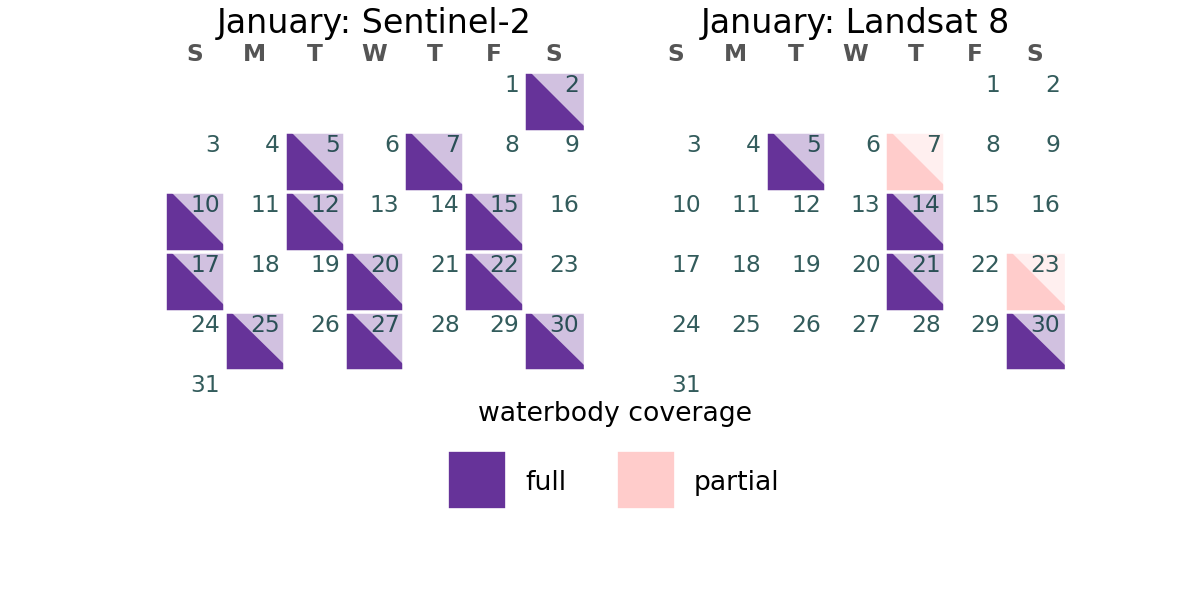 January: Sentinel-2
S M T W T F S
1 2
3 4 5 6 7 8 9
10 11 12 13 14 15 16
17 18 19 20 21 22 23
24 25 26 27 28 29 30
31
January: Landsat 8
S M T W T F S
1 2
3 4 5 6 7 8 9
10 11 12 13 14 15 16
17 18 19 20 21 22 23
24 25 26 27 28 29 30
31
waterbody coverage
full partial